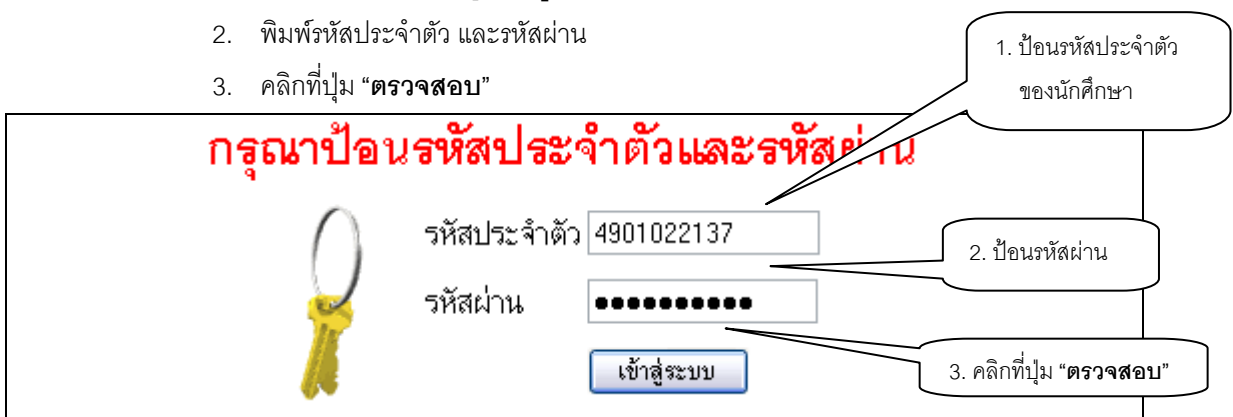 2. พิมพ์รหัสประจำตัว และรหัสผ่าน
3. คลิกที่ปุ่ม “ตรวจสอบ”
1. ป้อนรหัสประจำตัว
ของนักศึกษา
กรุณาป้อนรหัสประจำตัวและรหัสผ่าน
รหัสประจำตัว 4901022137
2. ป้อนรหัสผ่าน
รหัสผ่าน ●●●●●●●●●●
เข้าสู่ระบบ
3. คลิกที่ปุ่ม “ตรวจสอบ”